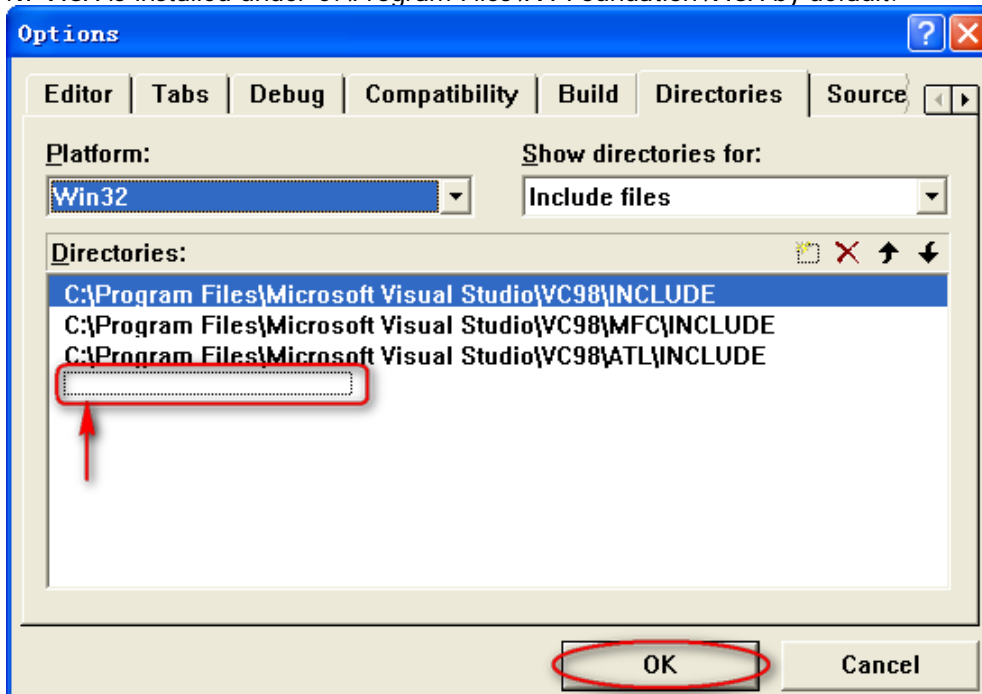 Options
Editor Tabs Debug Compatibility Build Directories Source
Platform: Show directories for:
Win32 Include files
Directories:
C:\Program Files\Microsoft Visual Studio\VC98\INCLUDE
C:\Program Files\Microsoft Visual Studio\VC98\MFC\INCLUDE
C:\Program Files\Microsoft Visual Studio\VC98\ATL\INCLUDE
OK Cancel